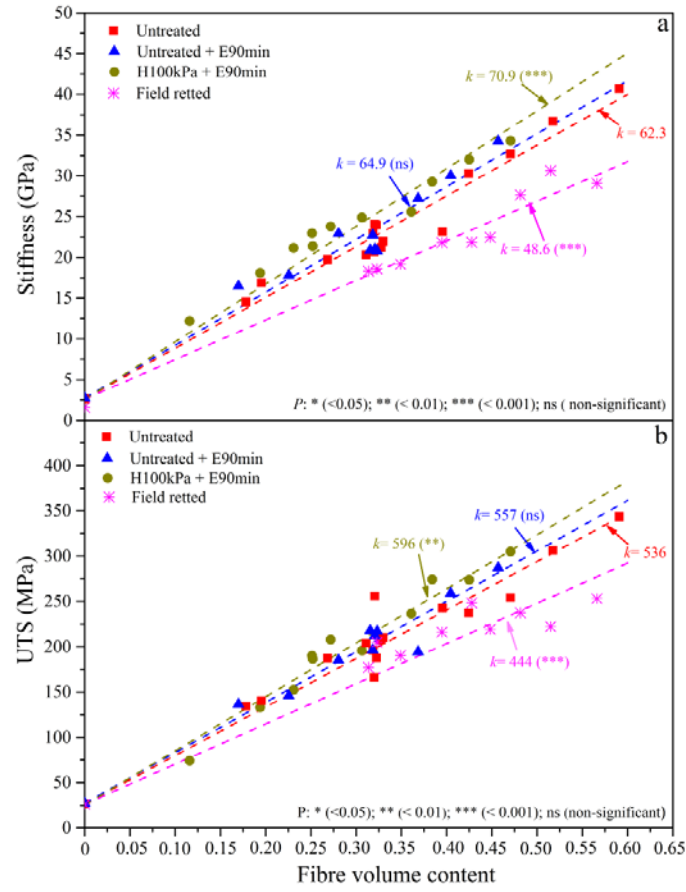 a
Untreated
Untreated + E90min
H100kPa + E90min
Field retted
k = 70.9 (***)
k = 62.3
k = 64.9 (ns)
k = 48.6 (***)
Stiffness (GPa)
50
45
40
35
30
25
20
15
10
5
0
P: * (<0.05); ** (< 0.01); *** (< 0.001); ns ( non-significant)
b
Untreated
Untreated + E90min
H100kPa + E90min
Field retted
k= 557 (ns)
k= 596 (**)
k= 536
k= 444 (***)
UTS (MPa)
400
350
300
250
200
150
100
50
0
P: * (<0.05); ** (< 0.01); *** (< 0.001); ns (non-significant)
0 0.05 0.10 0.15 0.20 0.25 0.30 0.35 0.40 0.45 0.50 0.55 0.60 0.65
Fibre volume content